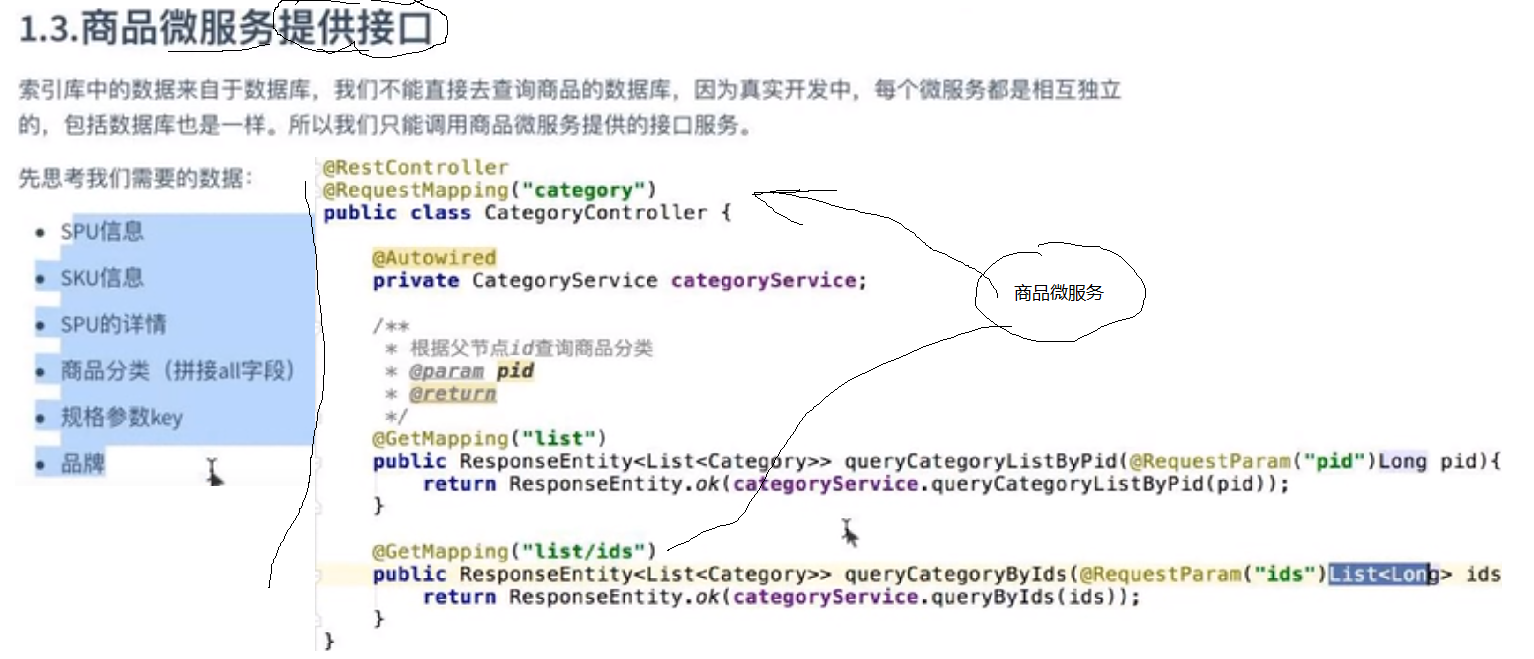 1.3.商品微服务提供接口
索引库中的数据来自于数据库，我们不能直接去查询商品的数据库，因为真实开发中，每个微服务都是相互独立
的，包括数据库也是一样。所以我们只能调用商品微服务提供的接口服务。
先思考我们需要的数据：
SPU信息
SKU信息
SPU的详情
商品分类（拼接all字段）
规格参数key
品牌
@RestController
@RequestMapping("category")
public class CategoryController {
@Autowired
private CategoryService categoryService;
/**
* 根据父节点id查询商品分类
* @param pid
* @return
*/
@GetMapping("list")
public ResponseEntity<List<Category>> queryCategoryListByPid(@RequestParam("pid")Long pid){
return ResponseEntity.ok(categoryService.queryCategoryListByPid(pid));
}
@GetMapping("list/ids")
public ResponseEntity<List<Category>> queryCategoryByIds(@RequestParam("ids")List<Long> ids
return ResponseEntity.ok(categoryService.queryByIds(ids));
}
}
商品微服务